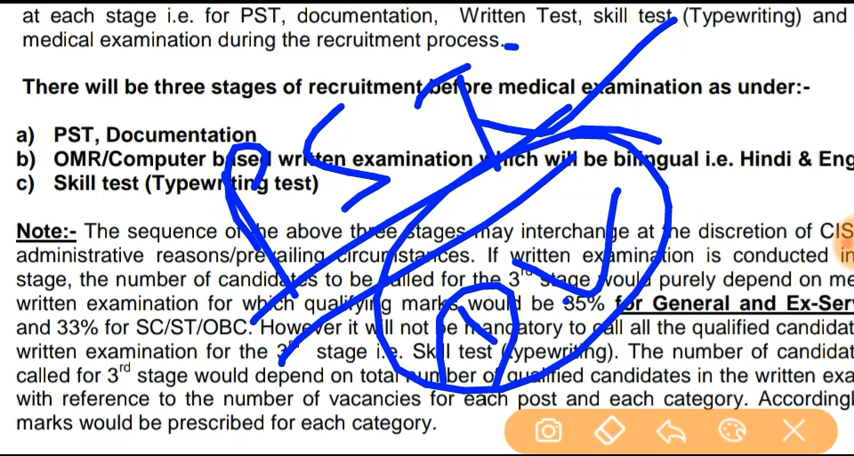 at each stage i.e. for PST, documentation, Written Test, skill test (Typewriting) and
medical examination during the recruitment process.
There will be three stages of recruitment before medical examination as under:-
a) PST, Documentation
b) OMR/Computer based written examination which will be bilingual i.e. Hindi & Eng
c) Skill test (Typewriting test)
Note:- The sequence of the above three stages may interchange at the discretion of CIS
administrative reasons/prevailing circumstances. If written examination is conducted in
stage, the number of candidates to be called for the 3rd stage would purely depend on me
written examination for which qualifying marks would be 35% for General and Ex-Ser
and 33% for SC/ST/OBC. However it will not be mandatory to call all the qualified candidat
written examination for the 3 stage i.e. Skill test (typewriting). The number of candidat
called for 3rd stage would depend on total number of qualified candidates in the written exa
with reference to the number of vacancies for each post and each category. Accordingl
marks would be prescribed for each category.
PST